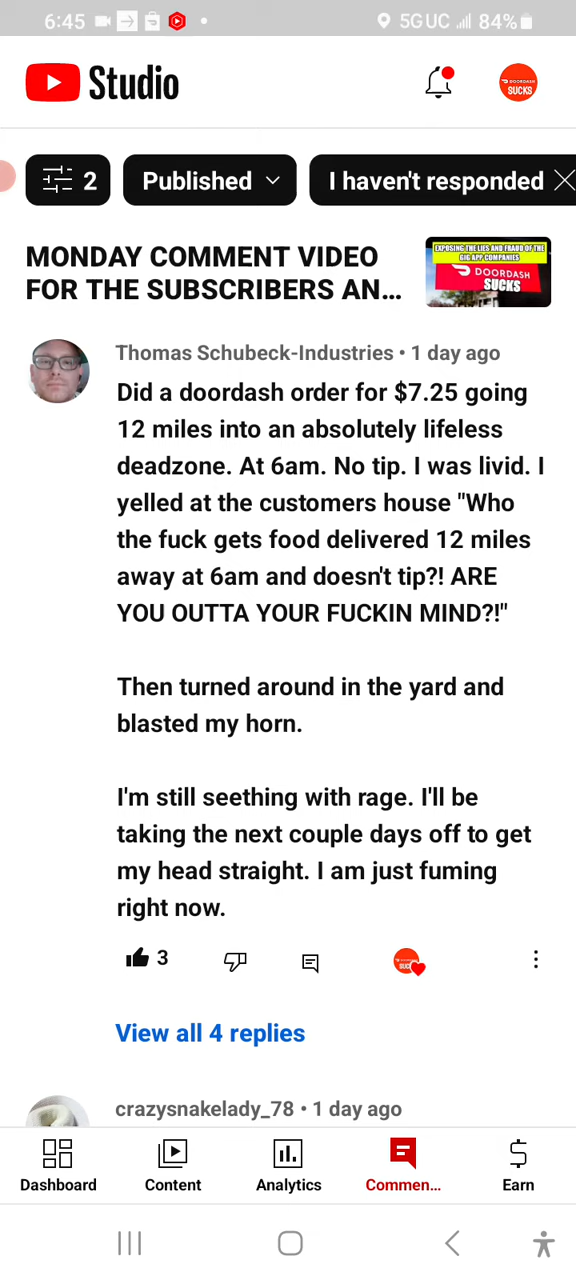 6:45 5G UC 84%
Studio
DOORDASH
SUCKS
2 Published I haven't responded
MONDAY COMMENT VIDEO
FOR THE SUBSCRIBERS AN...
EXPOSING THE LIES AND FRAUD OF THE
GIG APP COMPANIES
DOORDASH
SUCKS
Thomas Schubeck-Industries • 1 day ago
Did a doordash order for $7.25 going
12 miles into an absolutely lifeless
deadzone. At 6am. No tip. I was livid. I
yelled at the customers house "Who
the fuck gets food delivered 12 miles
away at 6am and doesn't tip?! ARE
YOU OUTTA YOUR FUCKIN MIND?!"
Then turned around in the yard and
blasted my horn.
I'm still seething with rage. I'll be
taking the next couple days off to get
my head straight. I am just fuming
right now.
3
View all 4 replies
crazysnakelady_78 • 1 day ago
Dashboard Content Analytics Commen... Earn